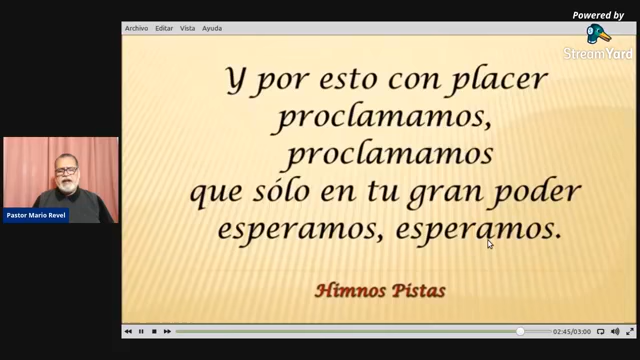 Powered by
StreamYard
Archivo Editar Vista Ayuda
Y por esto con placer
proclamamos,
proclamamos
que sólo en tu gran poder
esperamos, esperamos.
Himnos Pistas
Pastor Mario Revel
02:45/03:00